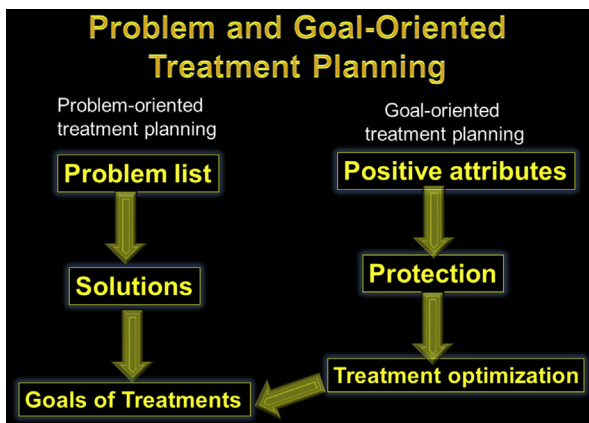 Problem and Goal-Oriented
Treatment Planning
Problem-oriented
treatment planning
Problem list
Solutions
Goals of Treatments
Goal-oriented
treatment planning
Positive attributes
Protection
Treatment optimization